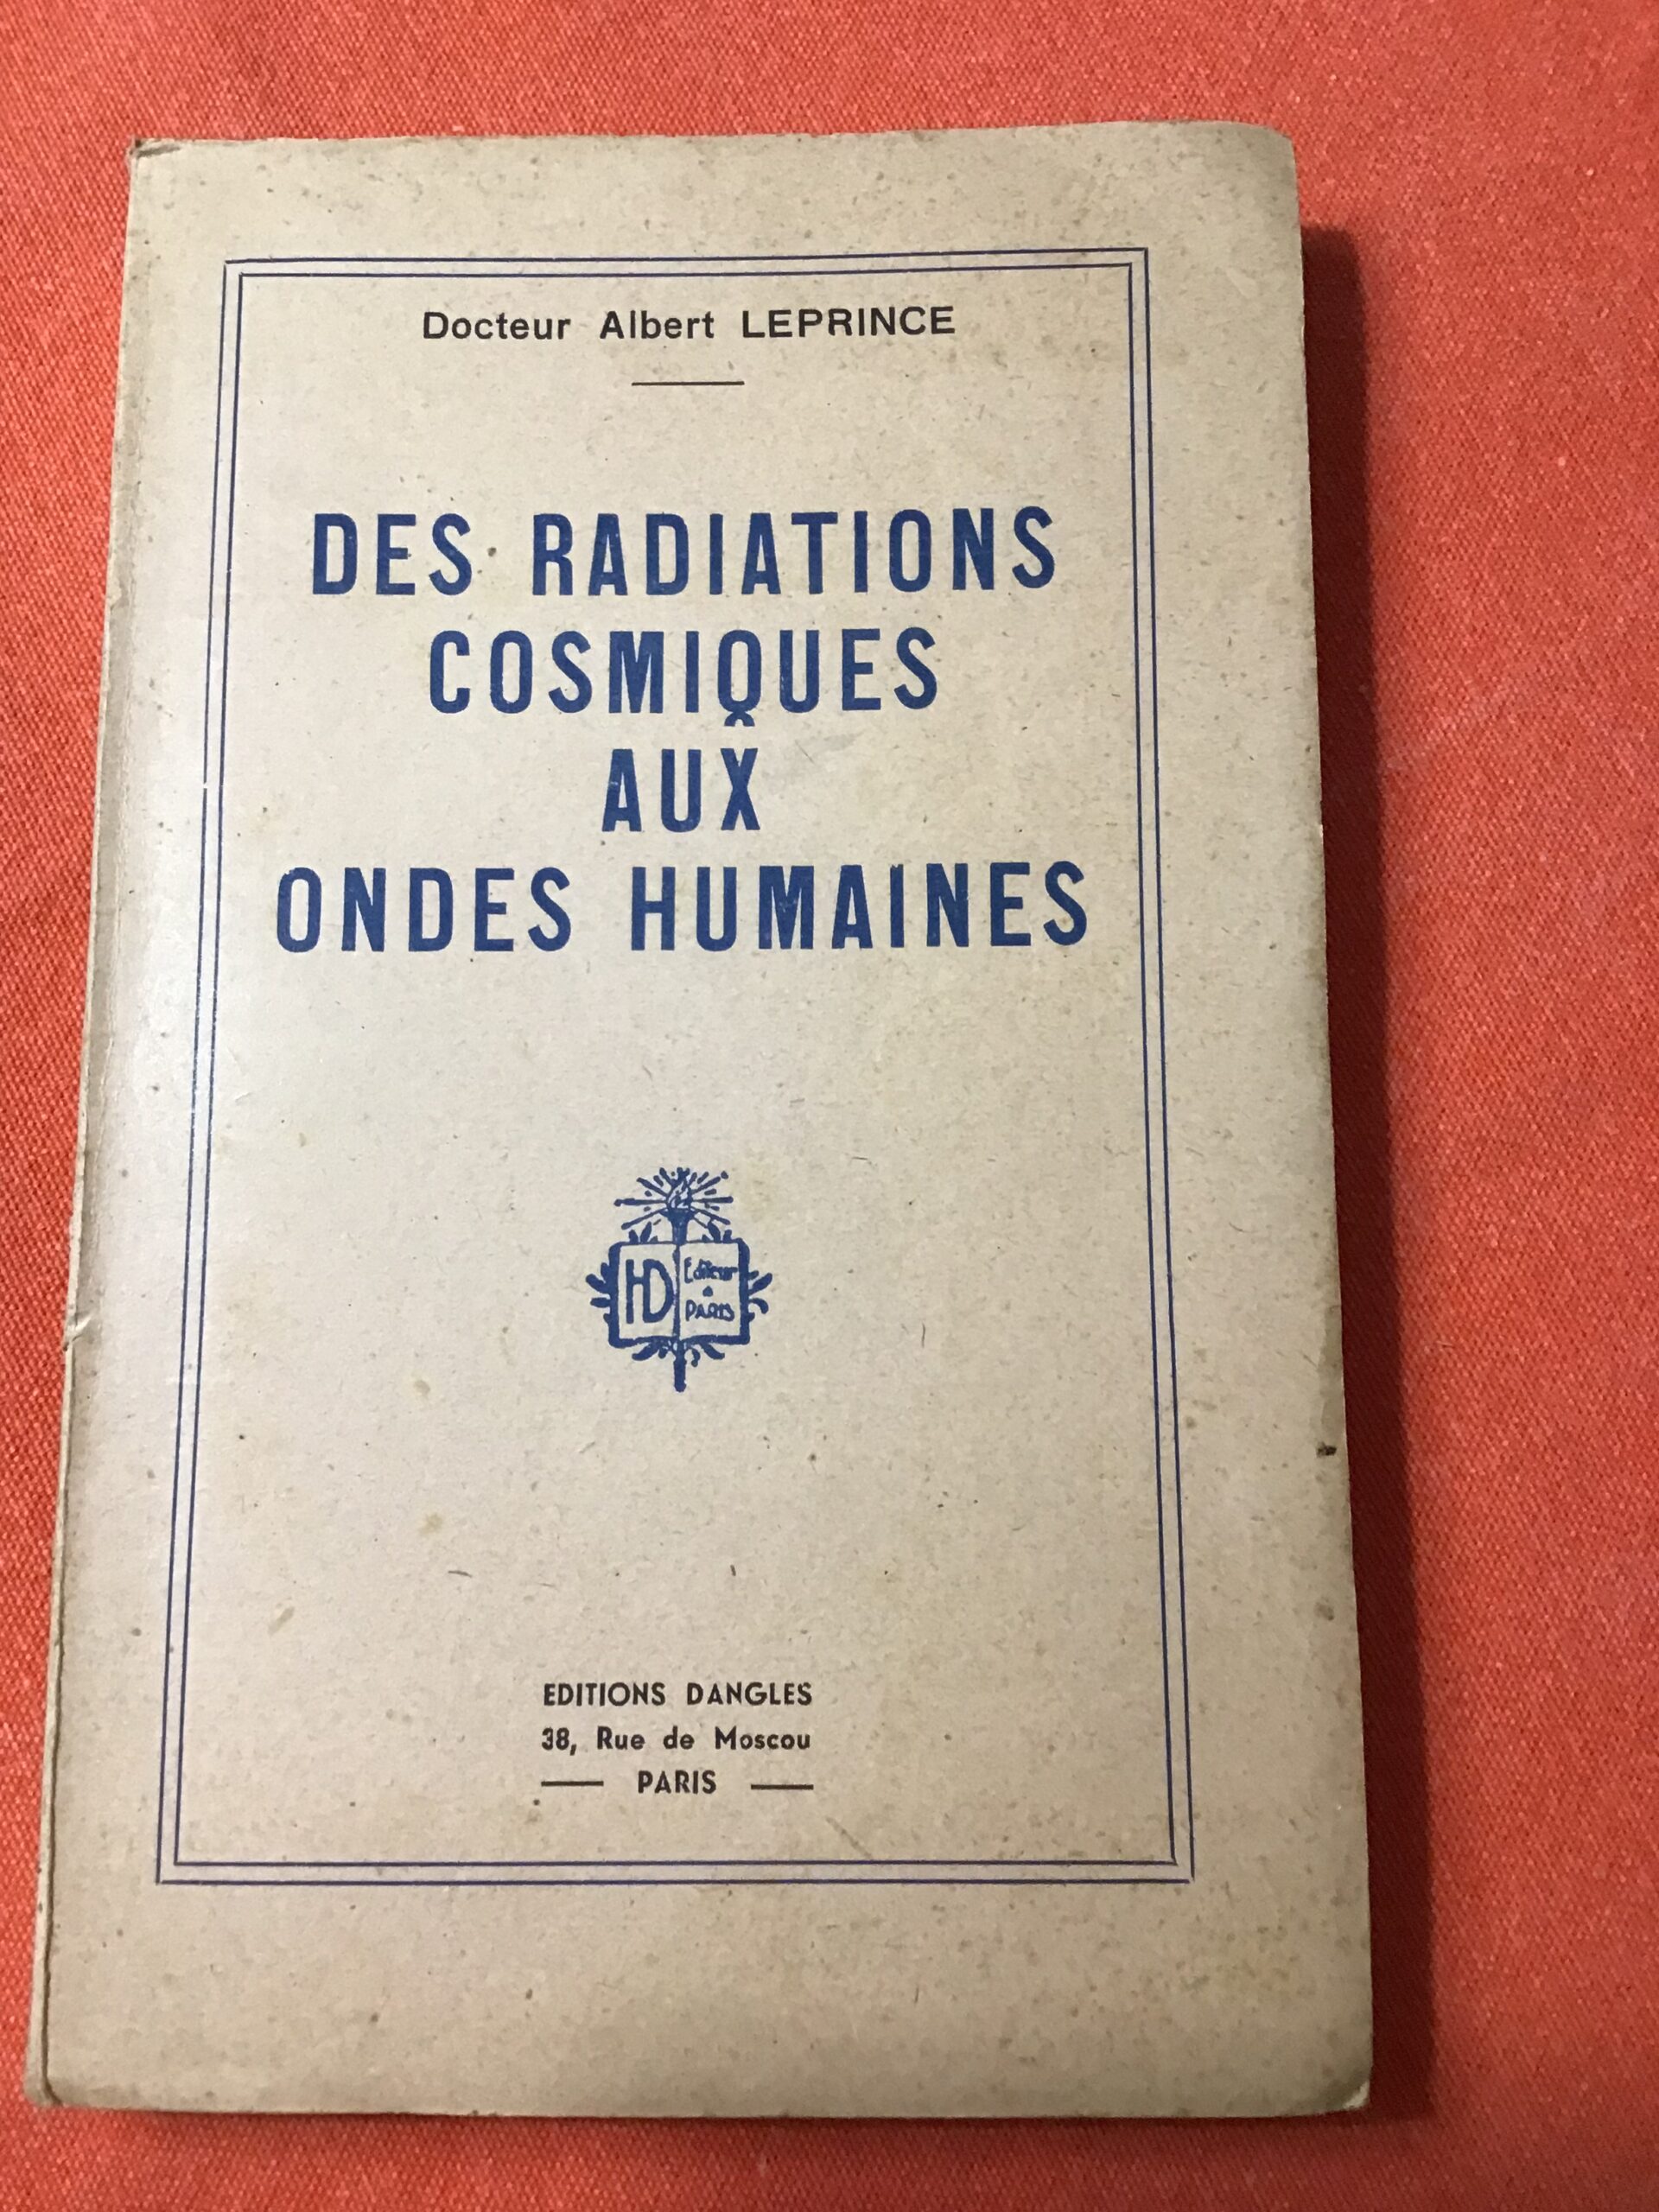 Docteur Albert LEPRINCE
DES RADIATIONS
COSMIQUES
AUX
ONDES HUMAINES
HD
Editeur
à
PARIS
EDITIONS DANGLES
38, Rue de Moscou
PARIS